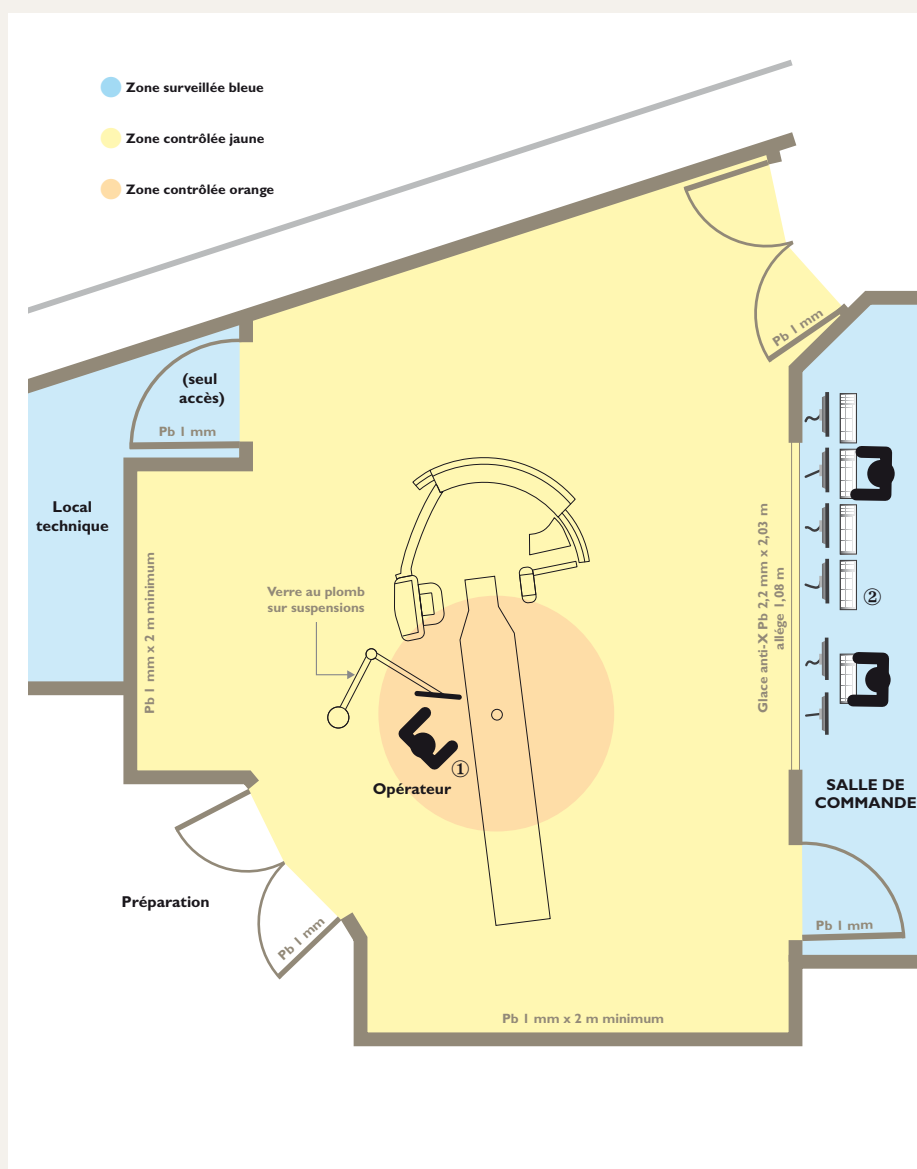 Zone surveillée bleue
Zone contrôlée jaune
Zone contrôlée orange
Pb 1 mm
(seul
accès)
Pb 1 mm
Local
technique
Pb 1 mm x 2 m minimum
Verre au plomb
sur suspensions
Glace anti-X Pb 2,2 mm x 2,03 m
allége 1,08 m
②
①
Opérateur
SALLE DE
COMMANDE
Préparation
Pb 1 mm
Pb 1 mm
Pb 1 mm x 2 m minimum